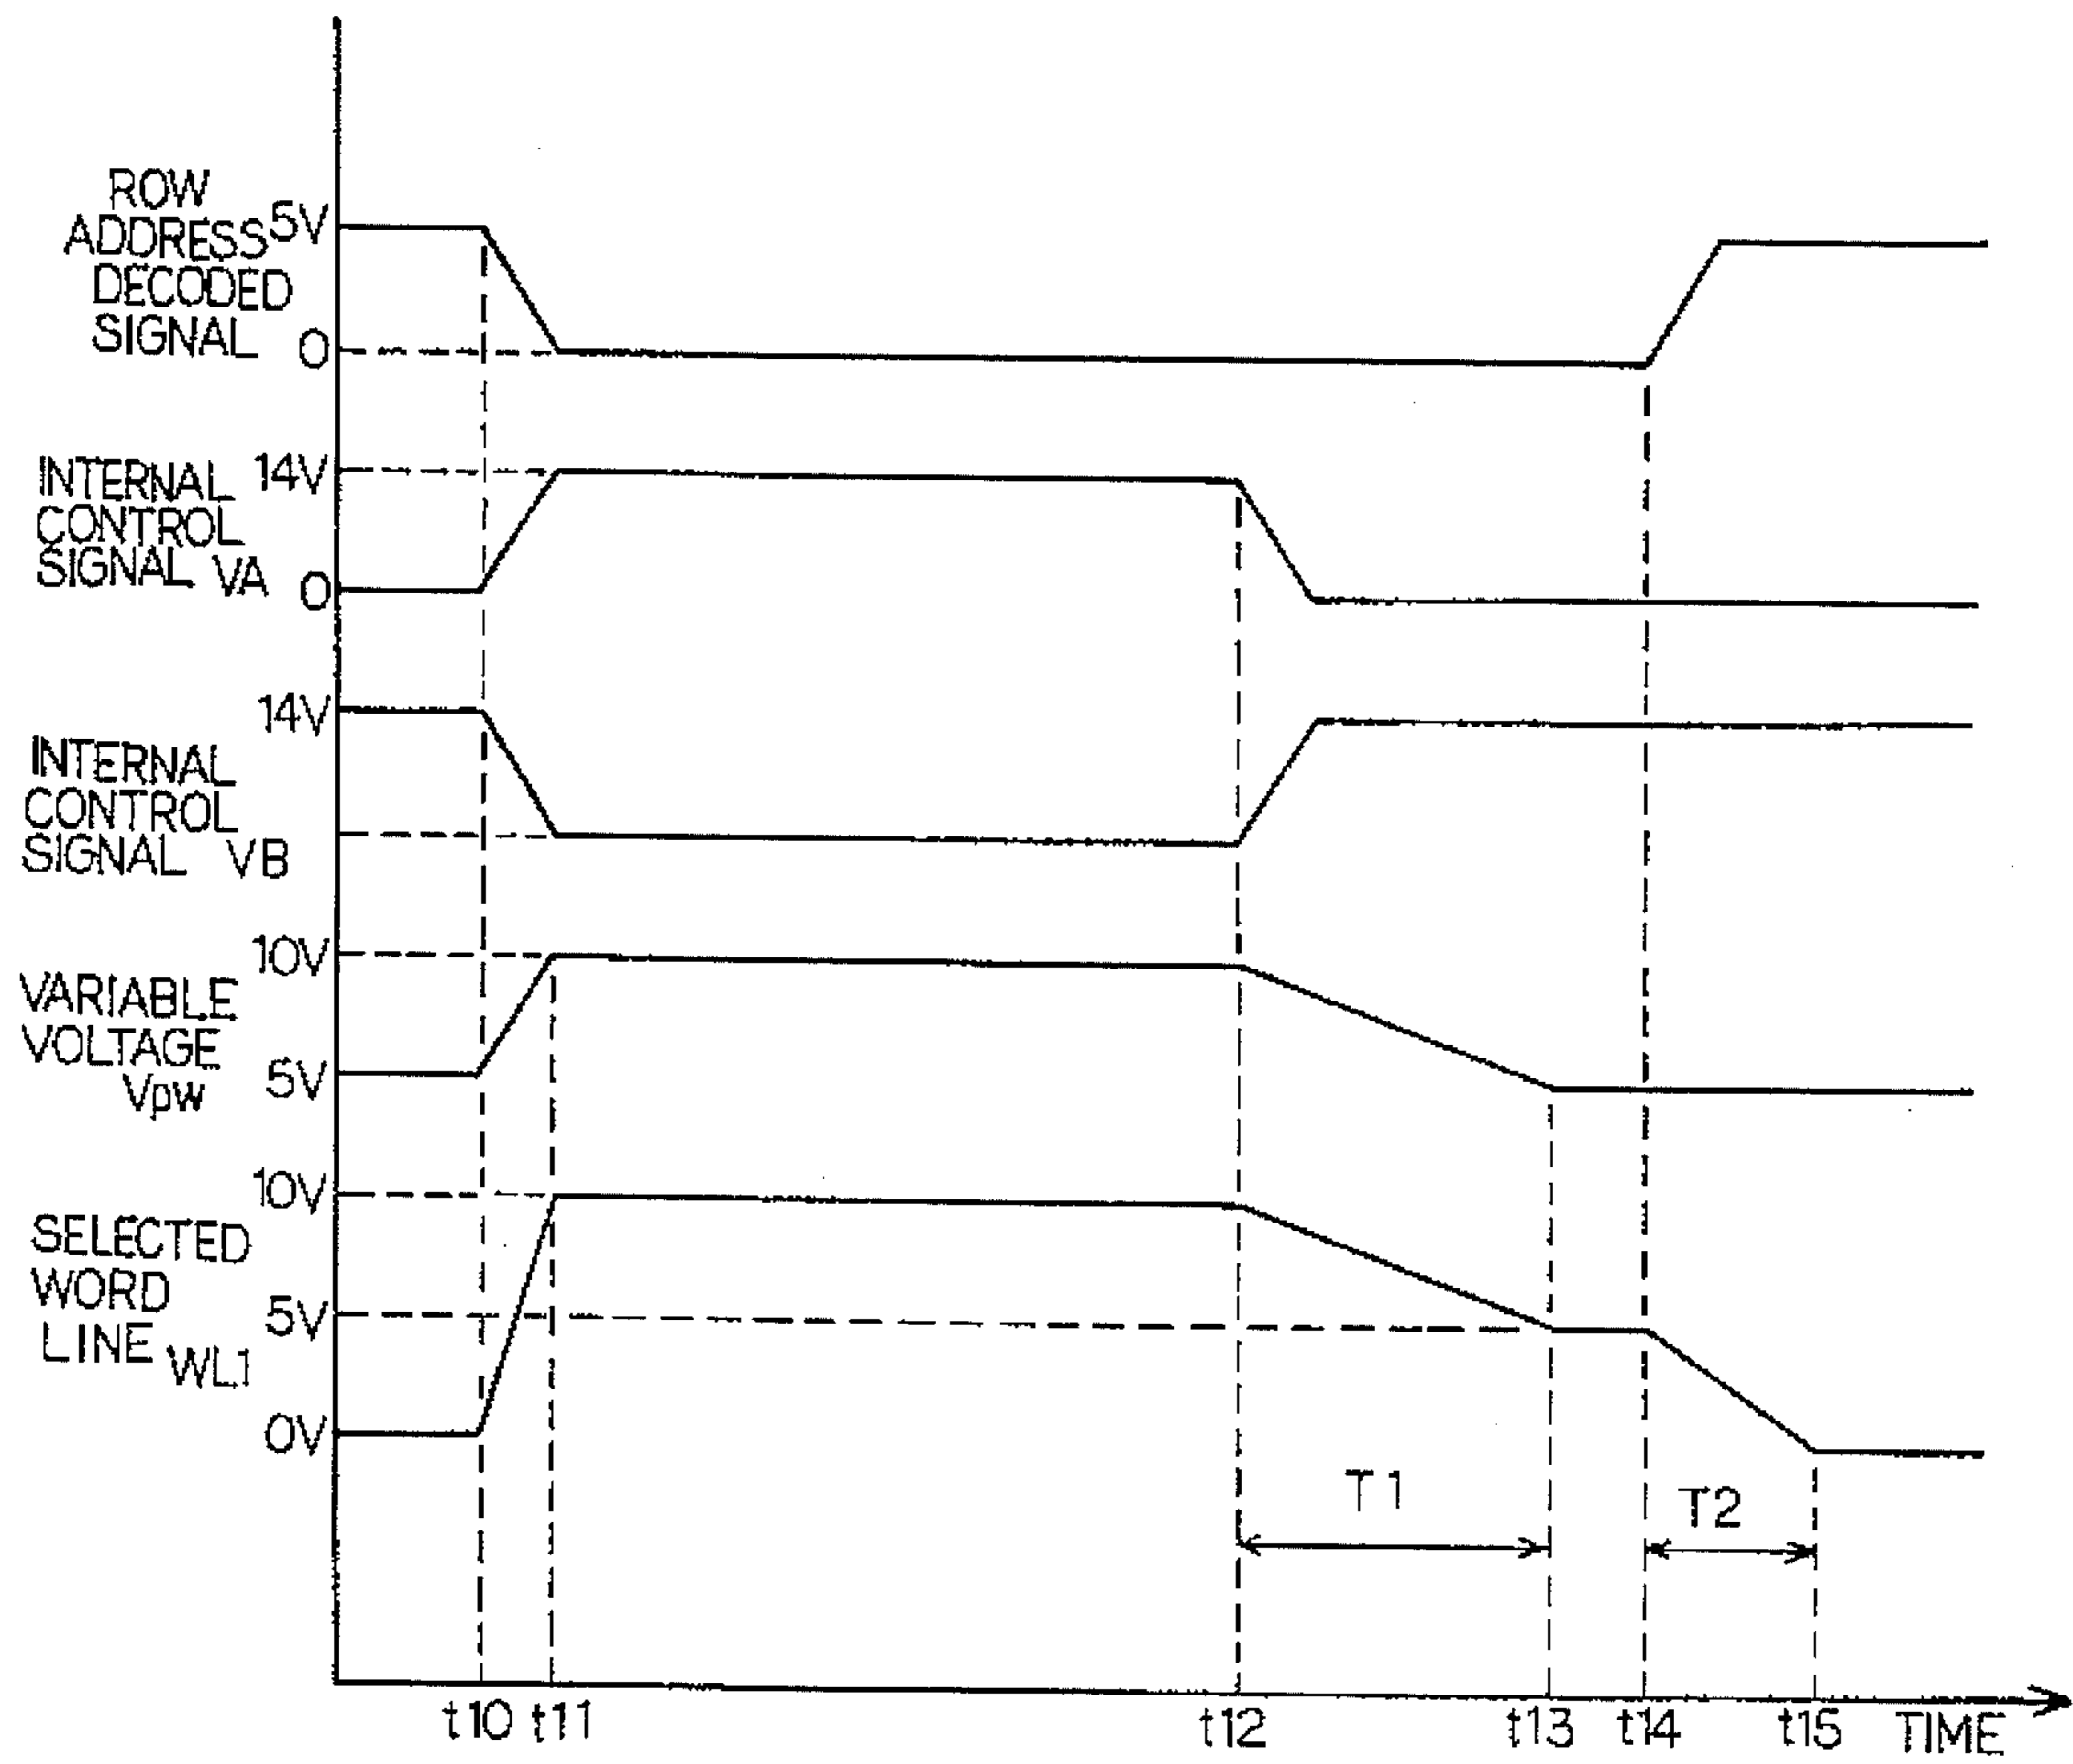 ROW
ADDRESS 5V
DECODED
SIGNAL 0
INTERNAL 14V
CONTROL
SIGNAL VA 0
14V
INTERNAL
CONTROL
SIGNAL VB
10V
VARIABLE
VOLTAGE
Vpw 5V
10V
SELECTED
WORD
LINE WL1 5V
0V
T1
T2
t10 t11 t12 t13 t14 t15 TIME